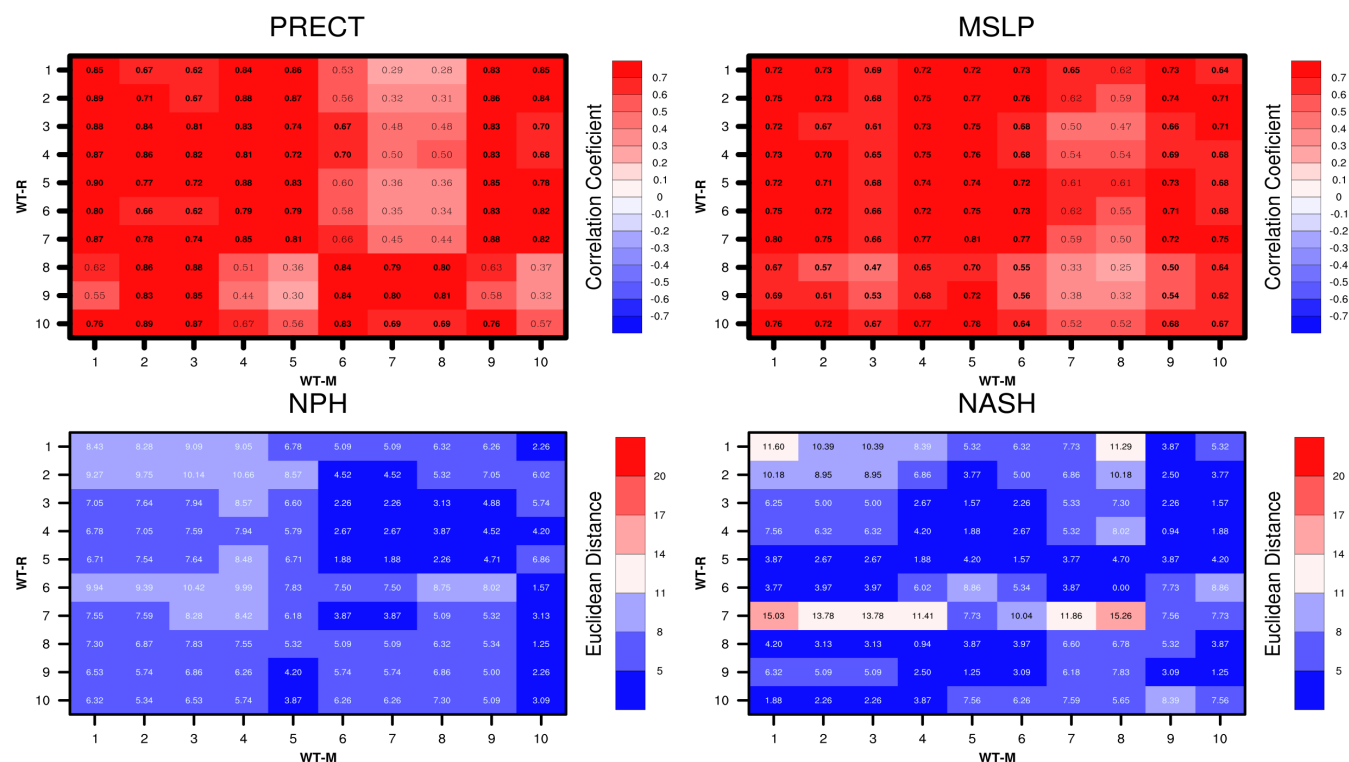 PRECT
1 0.85 0.67 0.62 0.84 0.66 0.53 0.29 0.28 0.83 0.85
2 0.89 0.71 0.67 0.88 0.87 0.56 0.32 0.31 0.86 0.84
3 0.88 0.84 0.81 0.83 0.74 0.67 0.48 0.48 0.83 0.70
4 0.87 0.86 0.82 0.81 0.72 0.70 0.50 0.50 0.83 0.68
5 0.90 0.77 0.72 0.88 0.83 0.60 0.36 0.36 0.85 0.78
6 0.80 0.66 0.62 0.79 0.79 0.58 0.35 0.34 0.83 0.82
7 0.87 0.78 0.74 0.85 0.81 0.66 0.45 0.44 0.88 0.82
8 0.62 0.86 0.88 0.51 0.36 0.84 0.79 0.80 0.63 0.37
9 0.55 0.83 0.85 0.44 0.30 0.84 0.80 0.81 0.58 0.32
10 0.76 0.89 0.87 0.67 0.56 0.83 0.69 0.69 0.76 0.57
1 2 3 4 5 6 7 8 9 10
WT-R
WT-M
0.7
0.6
0.5
0.4
0.3
0.2
0.1
0
-0.1
-0.2
-0.3
-0.4
-0.5
-0.6
-0.7
Correlation Coeficient
MSLP
1 0.72 0.73 0.69 0.72 0.72 0.73 0.65 0.62 0.73 0.64
2 0.75 0.73 0.68 0.75 0.77 0.76 0.62 0.59 0.74 0.71
3 0.72 0.67 0.61 0.73 0.75 0.68 0.50 0.47 0.66 0.71
4 0.73 0.70 0.65 0.75 0.76 0.68 0.54 0.54 0.69 0.68
5 0.72 0.71 0.68 0.74 0.74 0.72 0.61 0.61 0.73 0.68
6 0.75 0.72 0.66 0.72 0.75 0.73 0.62 0.55 0.71 0.68
7 0.80 0.75 0.66 0.77 0.81 0.77 0.59 0.50 0.72 0.75
8 0.67 0.57 0.47 0.65 0.70 0.55 0.33 0.25 0.50 0.64
9 0.69 0.61 0.53 0.68 0.72 0.56 0.38 0.32 0.54 0.62
10 0.76 0.72 0.67 0.77 0.78 0.64 0.52 0.52 0.68 0.67
1 2 3 4 5 6 7 8 9 10
WT-R
WT-M
0.7
0.6
0.5
0.4
0.3
0.2
0.1
0
-0.1
-0.2
-0.3
-0.4
-0.5
-0.6
-0.7
Correlation Coeficient
NPH
1 8.43 8.28 9.09 9.05 6.78 5.09 5.09 6.32 6.26 2.26
2 9.27 9.75 10.14 10.66 8.57 4.52 4.52 5.32 7.05 6.02
3 7.05 7.64 7.94 8.57 6.60 2.26 2.26 3.13 4.88 5.74
4 6.78 7.05 7.59 7.94 5.79 2.67 2.67 3.87 4.52 4.20
5 6.71 7.54 7.64 8.48 6.71 1.88 1.88 2.26 4.71 6.86
6 9.94 9.39 10.42 9.99 7.83 7.50 7.50 8.75 8.02 1.57
7 7.55 7.59 8.28 8.42 6.18 3.87 3.87 5.09 5.32 3.13
8 7.30 6.87 7.83 7.55 5.32 5.09 5.09 6.32 5.34 1.25
9 6.53 5.74 6.86 6.26 4.20 5.74 5.74 6.86 5.00 2.26
10 6.32 5.34 6.53 5.74 3.87 6.26 6.26 7.30 5.09 3.09
1 2 3 4 5 6 7 8 9 10
WT-R
WT-M
20
17
14
11
8
5
Euclidean Distance
NASH
1 11.60 10.39 10.39 8.39 5.32 6.32 7.73 11.29 3.87 5.32
2 10.18 8.95 8.95 6.86 3.77 5.00 6.86 10.18 2.50 3.77
3 6.25 5.00 5.00 2.67 1.57 2.26 5.33 7.30 2.26 1.57
4 7.56 6.32 6.32 4.20 1.88 2.67 5.32 8.02 0.94 1.88
5 3.87 2.67 2.67 1.88 4.20 1.57 3.77 4.70 3.87 4.20
6 3.77 3.97 3.97 6.02 8.86 5.34 3.87 0.00 7.73 8.86
7 15.03 13.78 13.78 11.41 7.73 10.04 11.86 15.26 7.56 7.73
8 4.20 3.13 3.13 0.94 3.87 3.97 6.60 6.78 5.32 3.87
9 6.32 5.09 5.09 2.50 1.25 3.09 6.18 7.83 3.09 1.25
10 1.88 2.26 2.26 3.87 7.56 6.26 7.59 5.65 8.39 7.56
1 2 3 4 5 6 7 8 9 10
WT-R
WT-M
20
17
14
11
8
5
Euclidean Distance